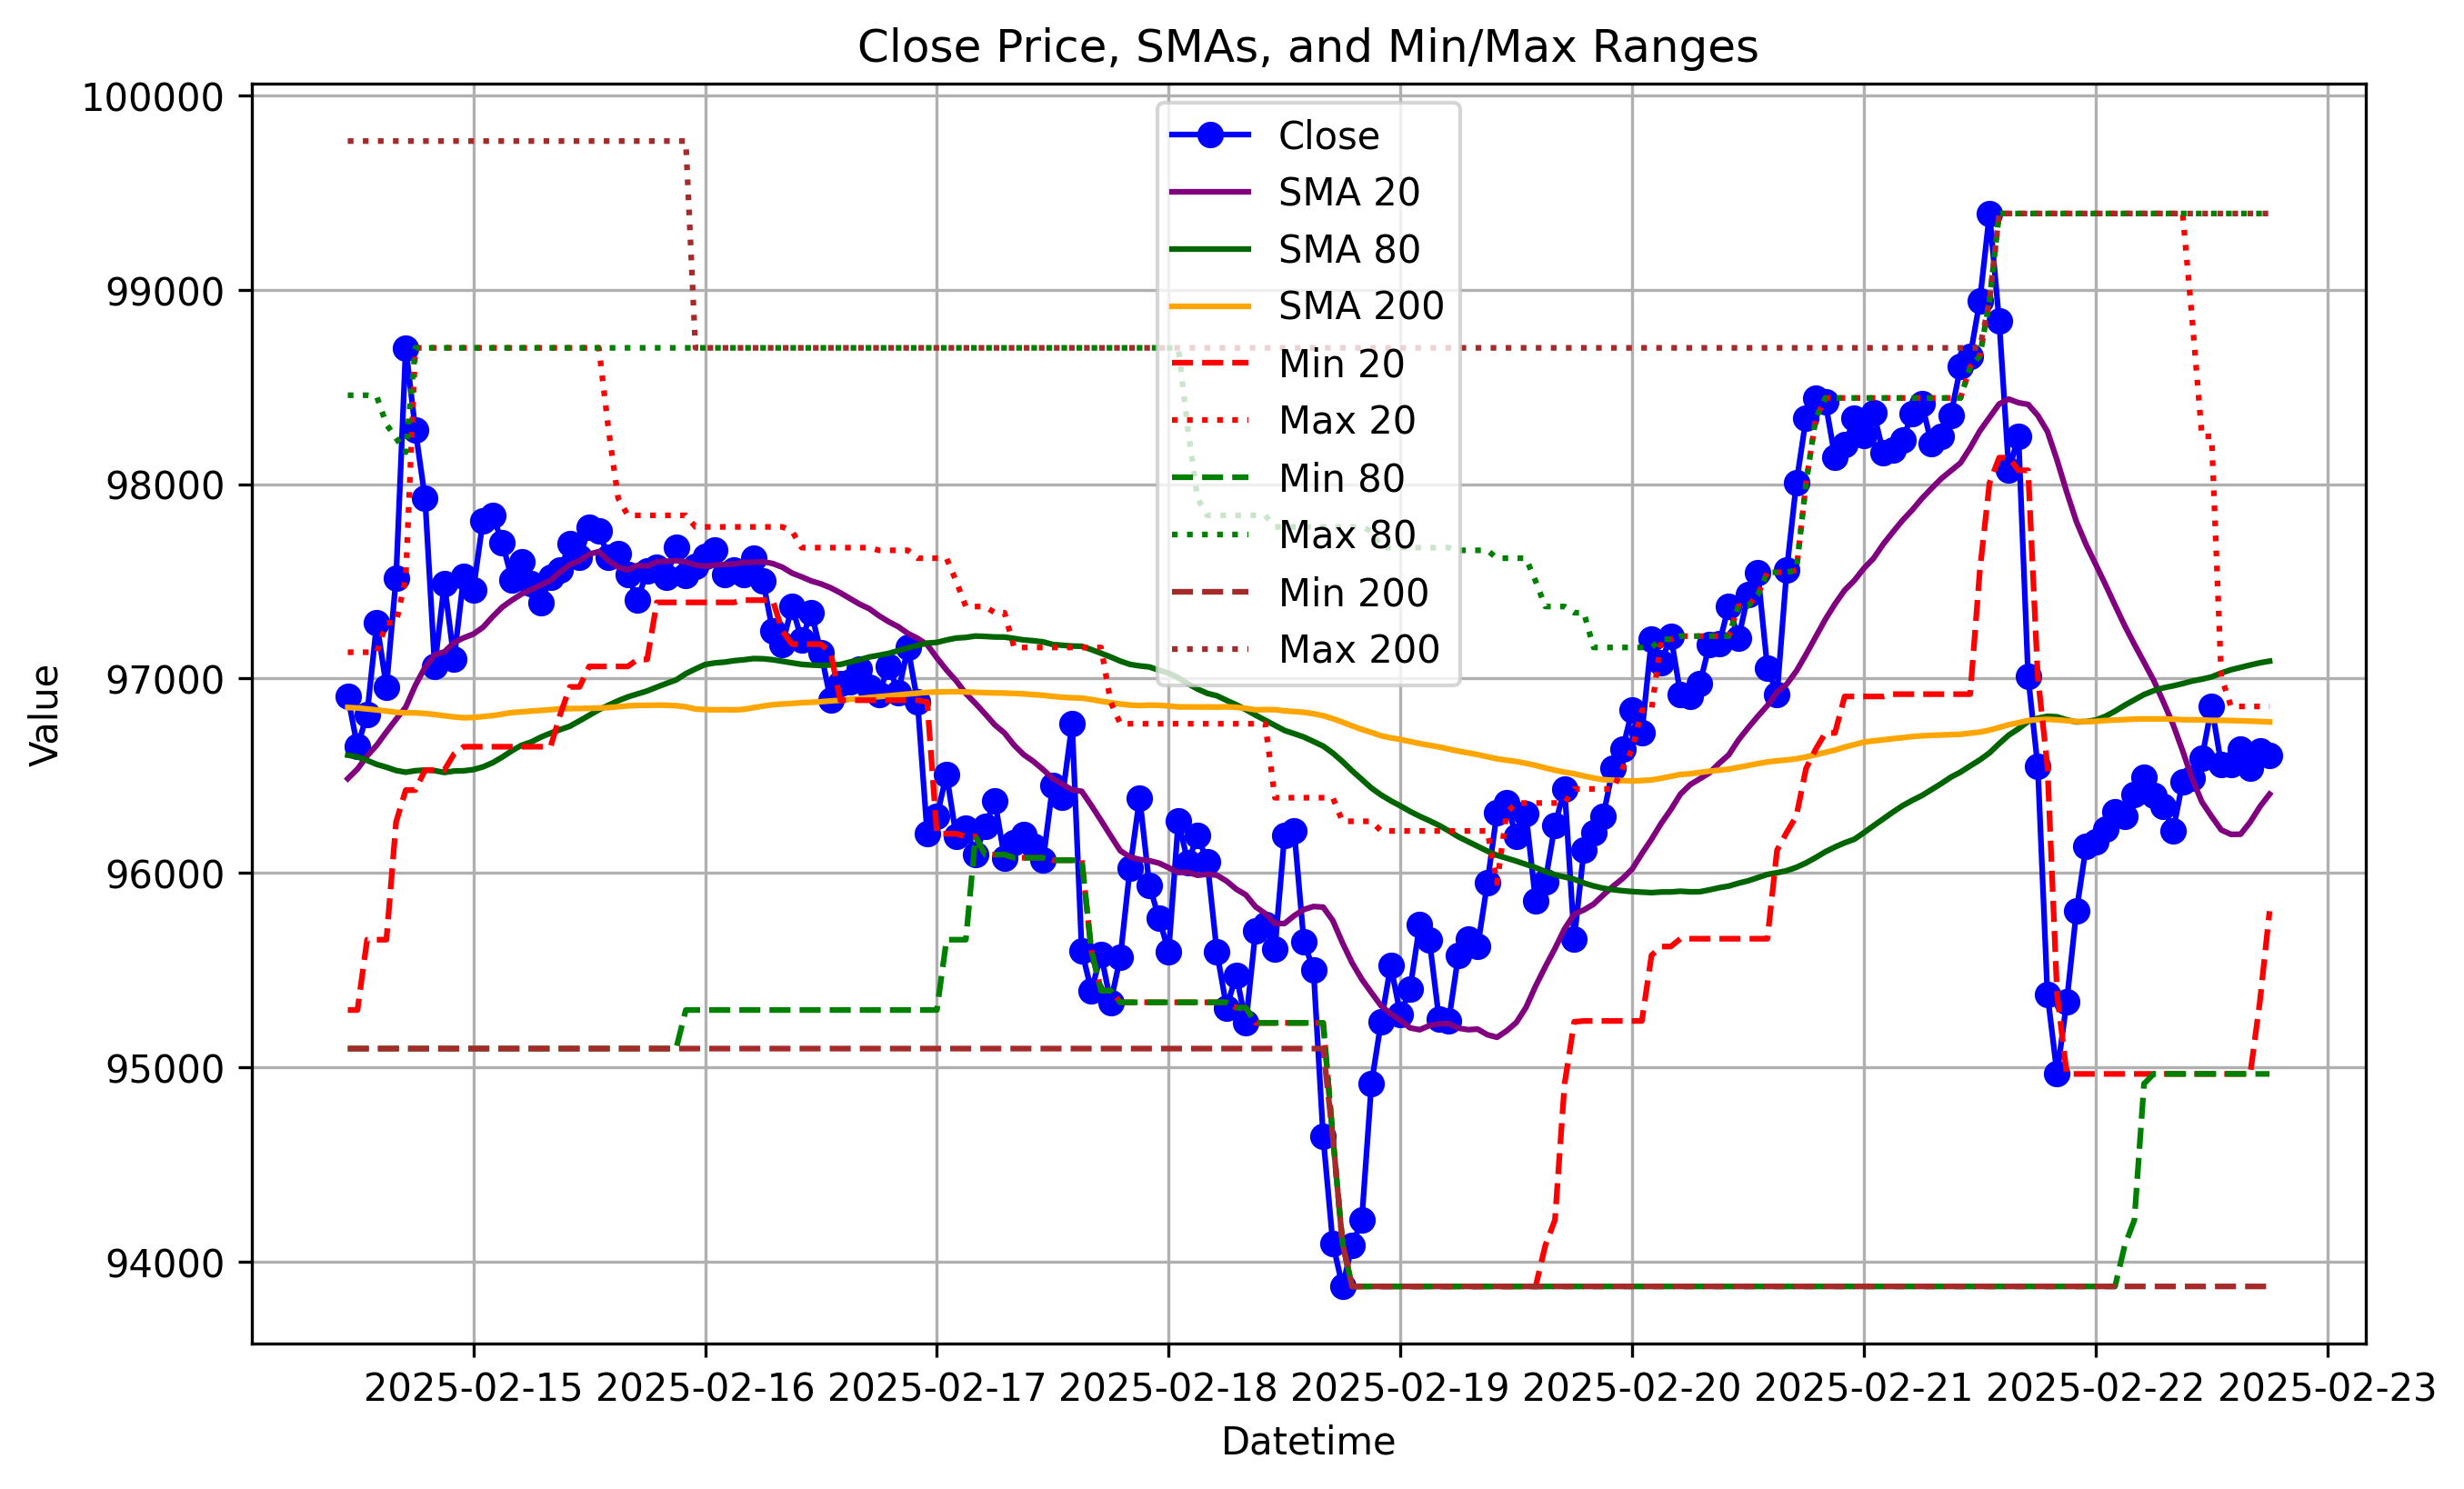 Close Price, SMAs, and Min/Max Ranges
100000
99000
98000
97000
96000
95000
94000
Value
Close
SMA 20
SMA 80
SMA 200
Min 20
Max 20
Min 80
Max 80
Min 200
Max 200
2025-02-15 2025-02-16 2025-02-17 2025-02-18 2025-02-19 2025-02-20 2025-02-21 2025-02-22 2025-02-23
Datetime